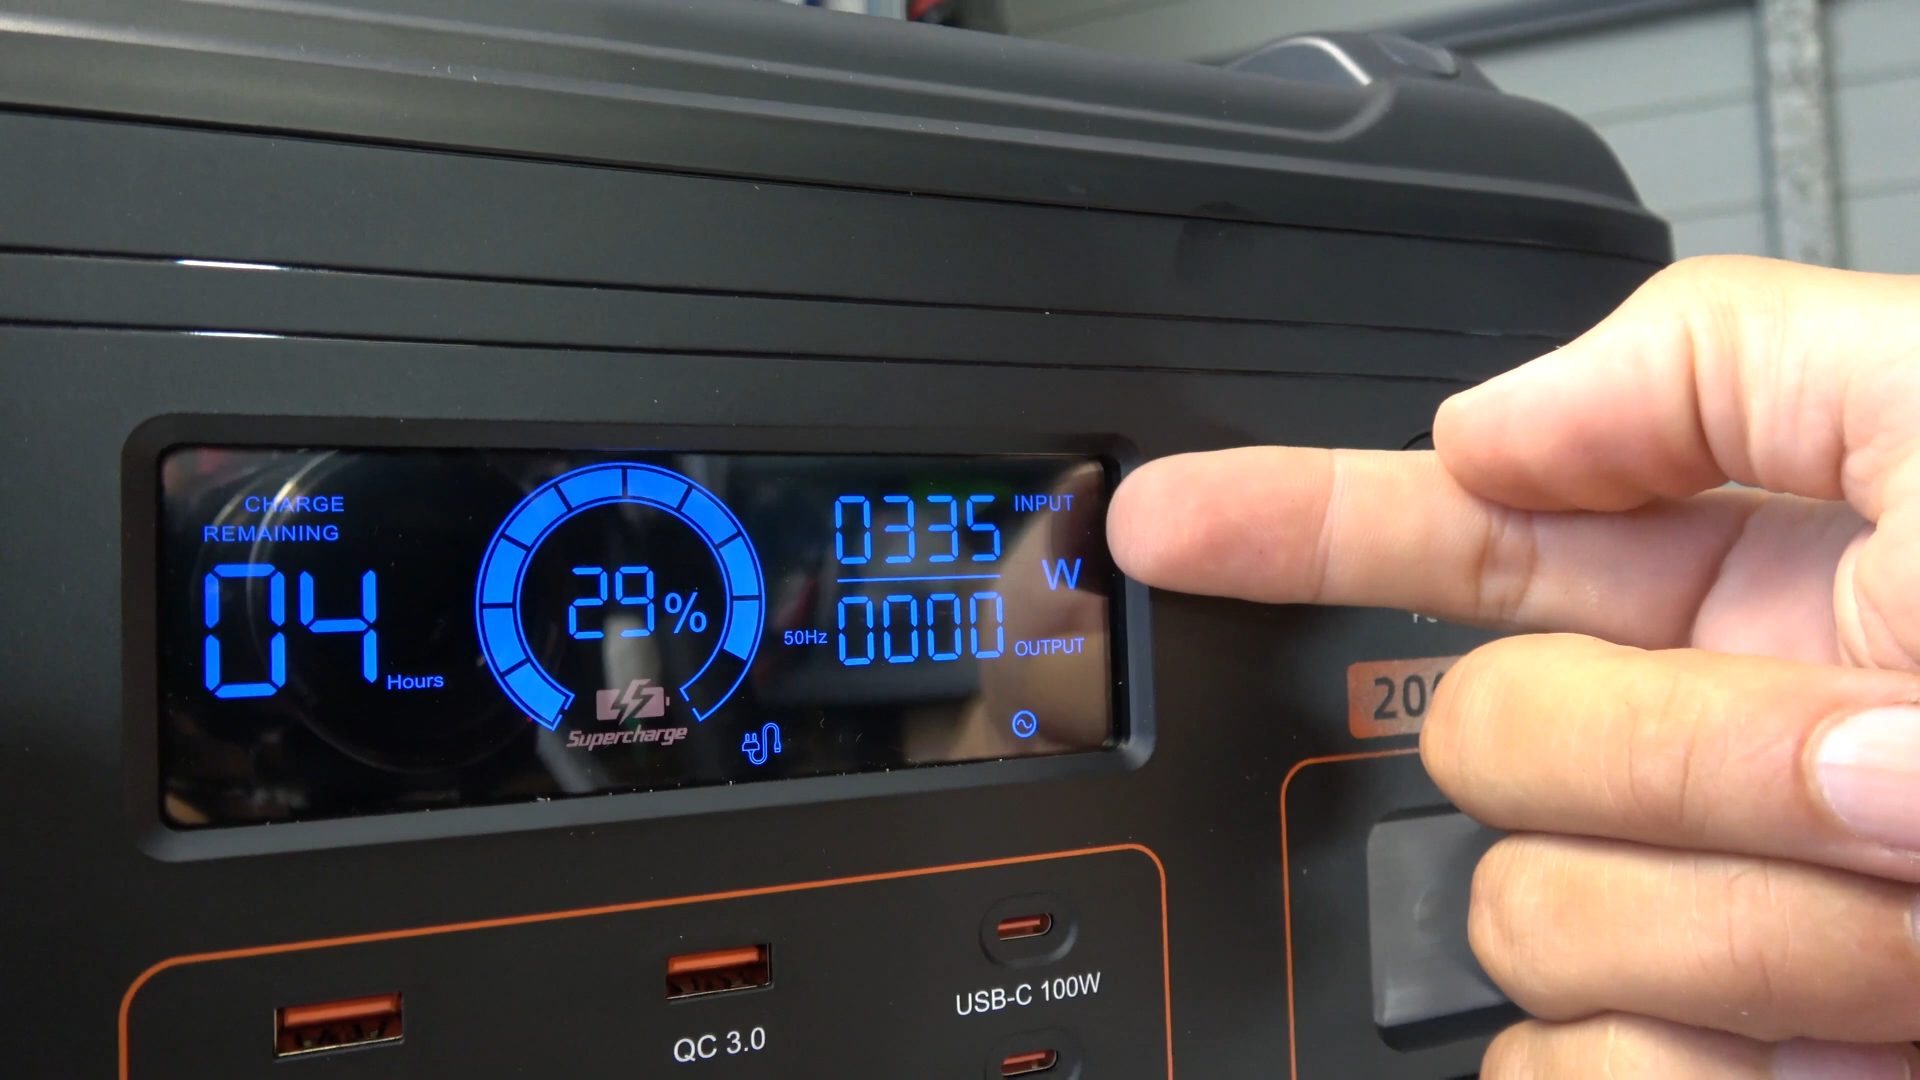 CHARGE
REMAINING
04
Hours
29%
Supercharge
0335
INPUT
W
50Hz
0000
OUTPUT
QC 3.0
USB-C 100W